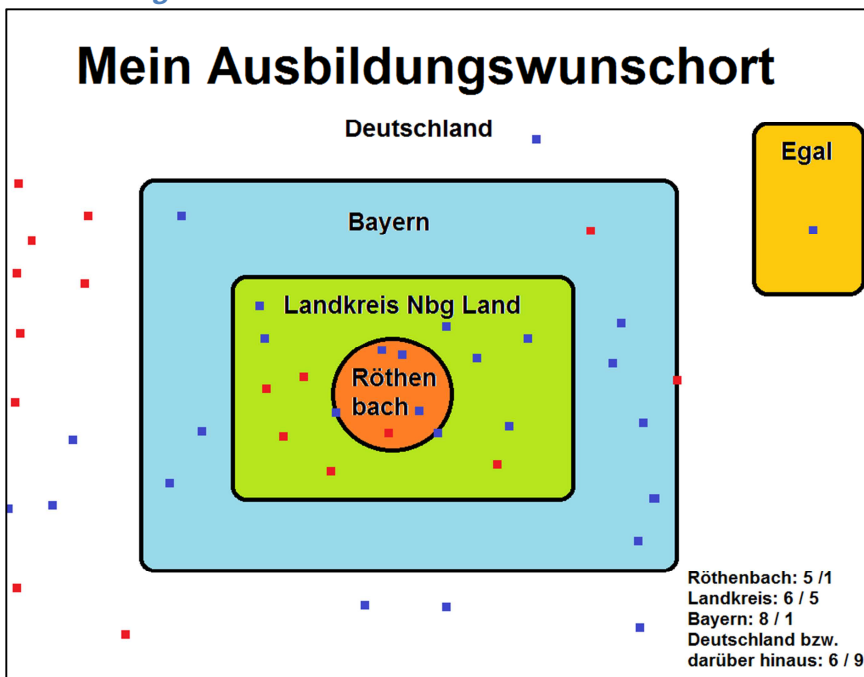 Mein Ausbildungswunschort
Deutschland
Egal
Bayern
Landkreis Nbg Land
Röthen
bach
Röthenbach: 5 /1
Landkreis: 6 / 5
Bayern: 8 / 1
Deutschland bzw.
darüber hinaus: 6 / 9